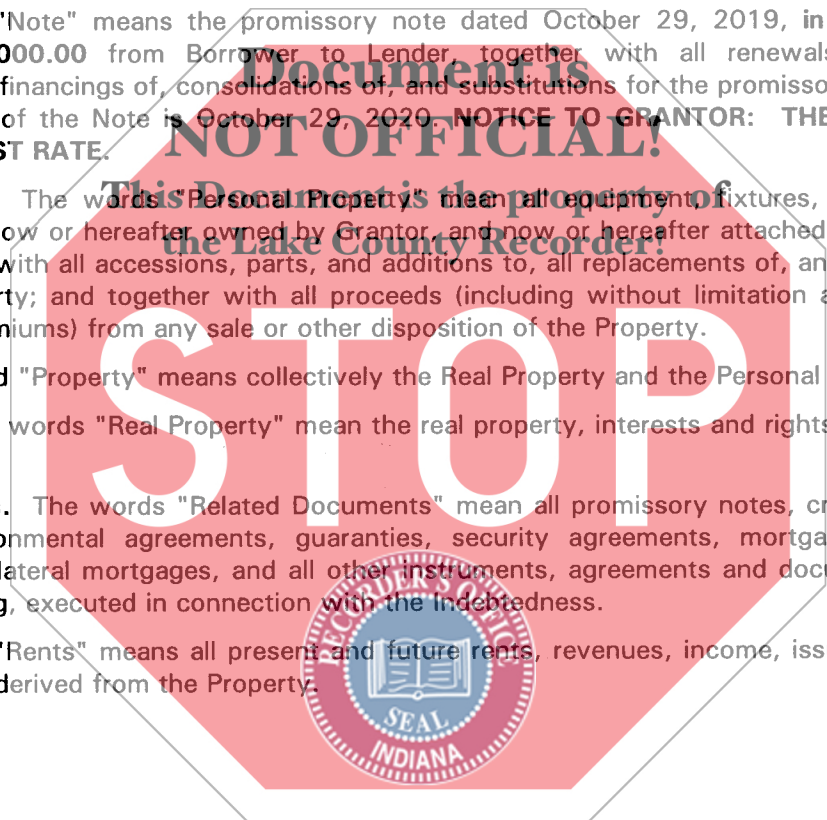 "Note" means the promissory note dated October 29, 2019, in
000.00 from Borrower to Lender, together with all renewals
financings of, consolidations of, and substitutions for the promisso
of the Note is October 29, 2020. NOTICE TO GRANTOR: THE
ST RATE.
The words "Personal Property" mean all equipment, fixtures,
ow or hereafter owned by Grantor, and now or hereafter attached
with all accessions, parts, and additions to, all replacements of, an
rty; and together with all proceeds (including without limitation a
miums) from any sale or other disposition of the Property.
d "Property" means collectively the Real Property and the Personal
words "Real Property" mean the real property, interests and rights
. The words "Related Documents" mean all promissory notes, cr
onmental agreements, guaranties, security agreements, mortga
lateral mortgages, and all other instruments, agreements and docu
g, executed in connection with the Indebtedness.
"Rents" means all present and future rents, revenues, income, iss
derived from the Property.
Document is
NOT OFFICIAL!
This Document is the property of
the Lake County Recorder!
STOP
RECORDER'S OFFICE
SEAL
INDIANA